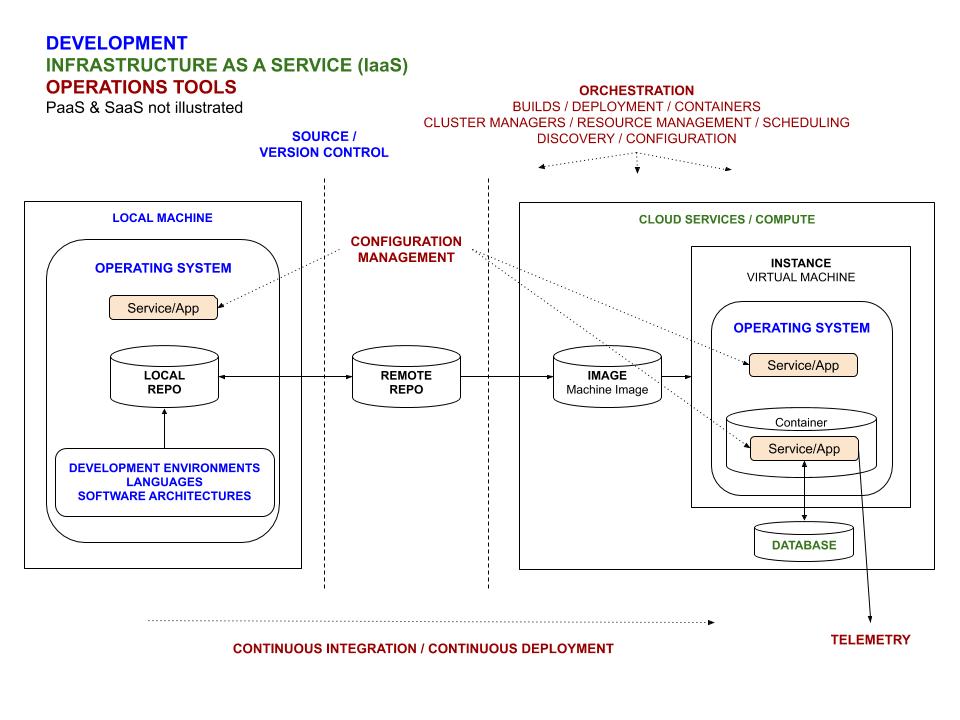 DEVELOPMENT
INFRASTRUCTURE AS A SERVICE (IaaS)
OPERATIONS TOOLS
PaaS & SaaS not illustrated
ORCHESTRATION
BUILDS / DEPLOYMENT / CONTAINERS
CLUSTER MANAGERS / RESOURCE MANAGEMENT / SCHEDULING
DISCOVERY / CONFIGURATION
SOURCE /
VERSION CONTROL
LOCAL MACHINE
OPERATING SYSTEM
Service/App
LOCAL
REPO
DEVELOPMENT ENVIRONMENTS
LANGUAGES
SOFTWARE ARCHITECTURES
CONFIGURATION
MANAGEMENT
REMOTE
REPO
CLOUD SERVICES / COMPUTE
IMAGE
Machine Image
INSTANCE
VIRTUAL MACHINE
OPERATING SYSTEM
Service/App
Container
Service/App
DATABASE
TELEMETRY
CONTINUOUS INTEGRATION / CONTINUOUS DEPLOYMENT